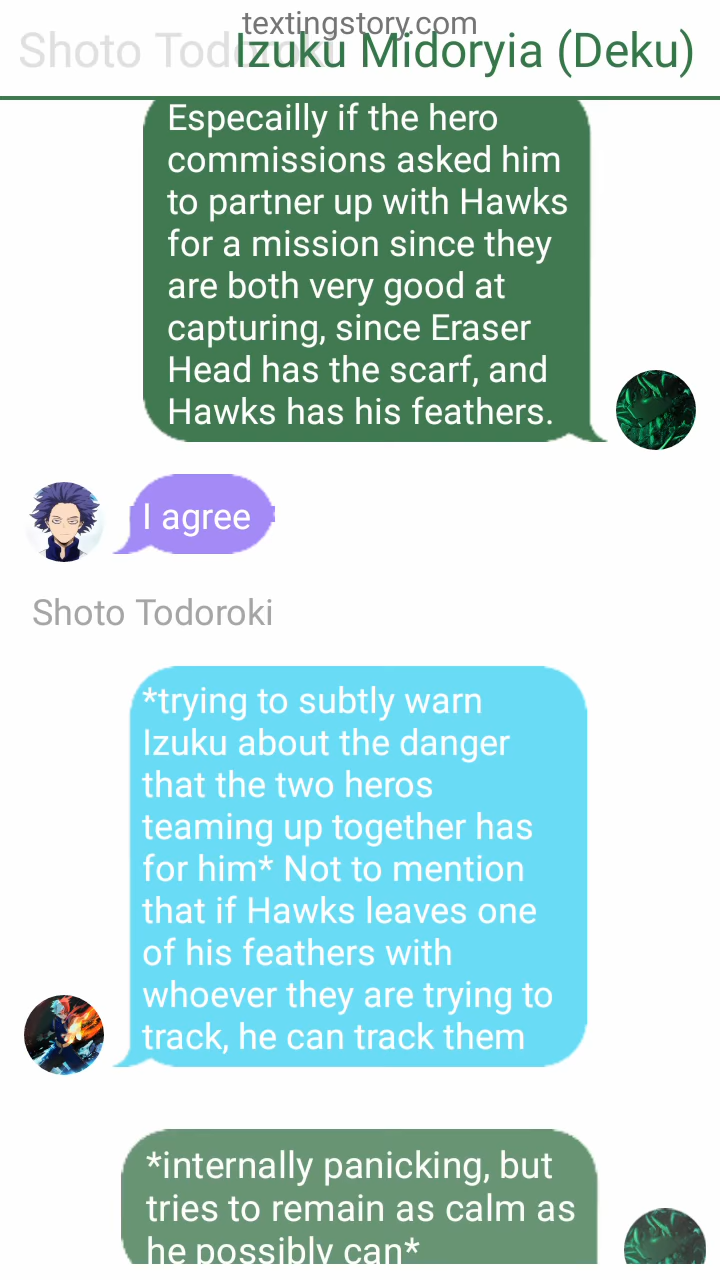 textingstory.com
Shoto Todoroki
Izuku Midoryia (Deku)
Especailly if the hero
commissions asked him
to partner up with Hawks
for a mission since they
are both very good at
capturing, since Eraser
Head has the scarf, and
Hawks has his feathers.
I agree
Shoto Todoroki
*trying to subtly warn
Izuku about the danger
that the two heros
teaming up together has
for him* Not to mention
that if Hawks leaves one
of his feathers with
whoever they are trying to
track, he can track them
*internally panicking, but
tries to remain as calm as
he possibly can*